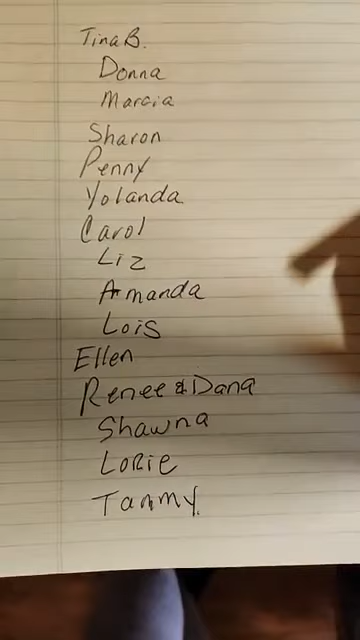 Tina B.
Donna
Marcia
Sharon
Penny
Yolanda
Carol
Liz
Amanda
Lois
Ellen
Renee & Dana
Shawna
LoRie
Tammy.